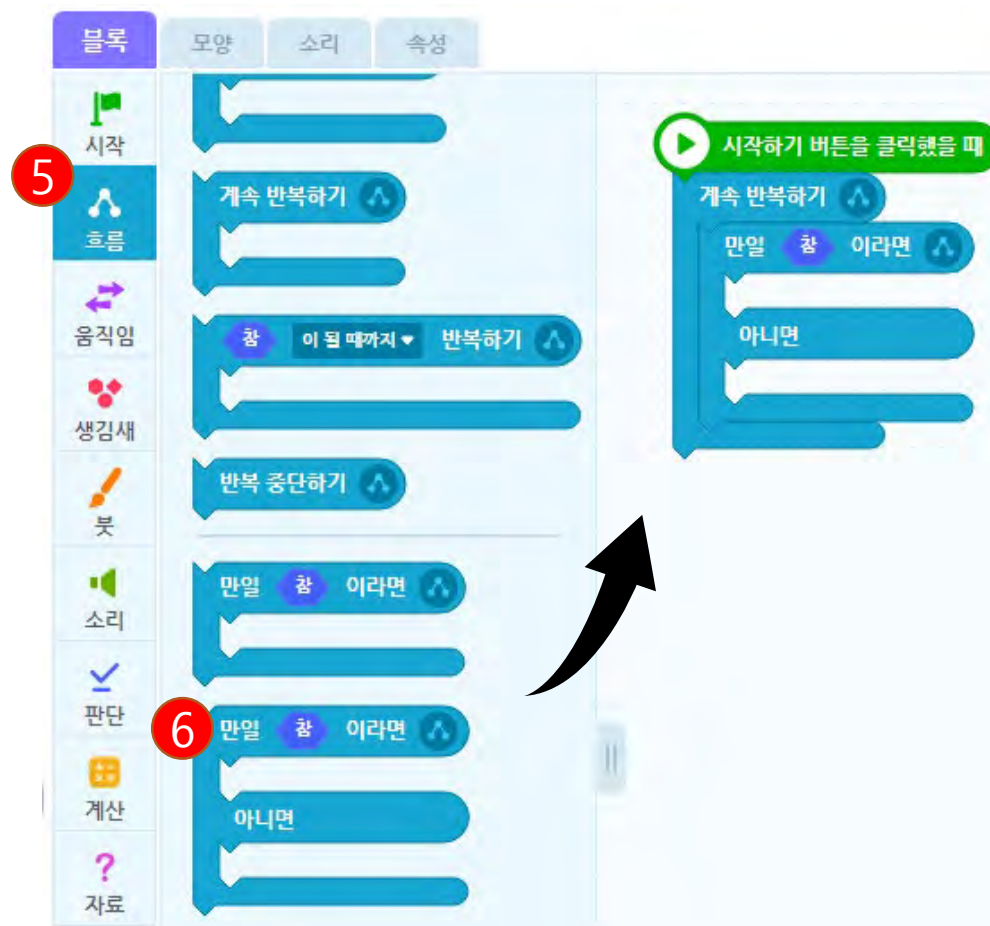 블록
모양
소리
속성
5
시작
흐름
움직임
생김새
붓
소리
판단
계산
자료
계속 반복하기
참 이 될 때까지 ▼ 반복하기
반복 중단하기
만일 참 이라면
6
만일 참 이라면
아니면
시작하기 버튼을 클릭했을 때
계속 반복하기
만일 참 이라면
아니면